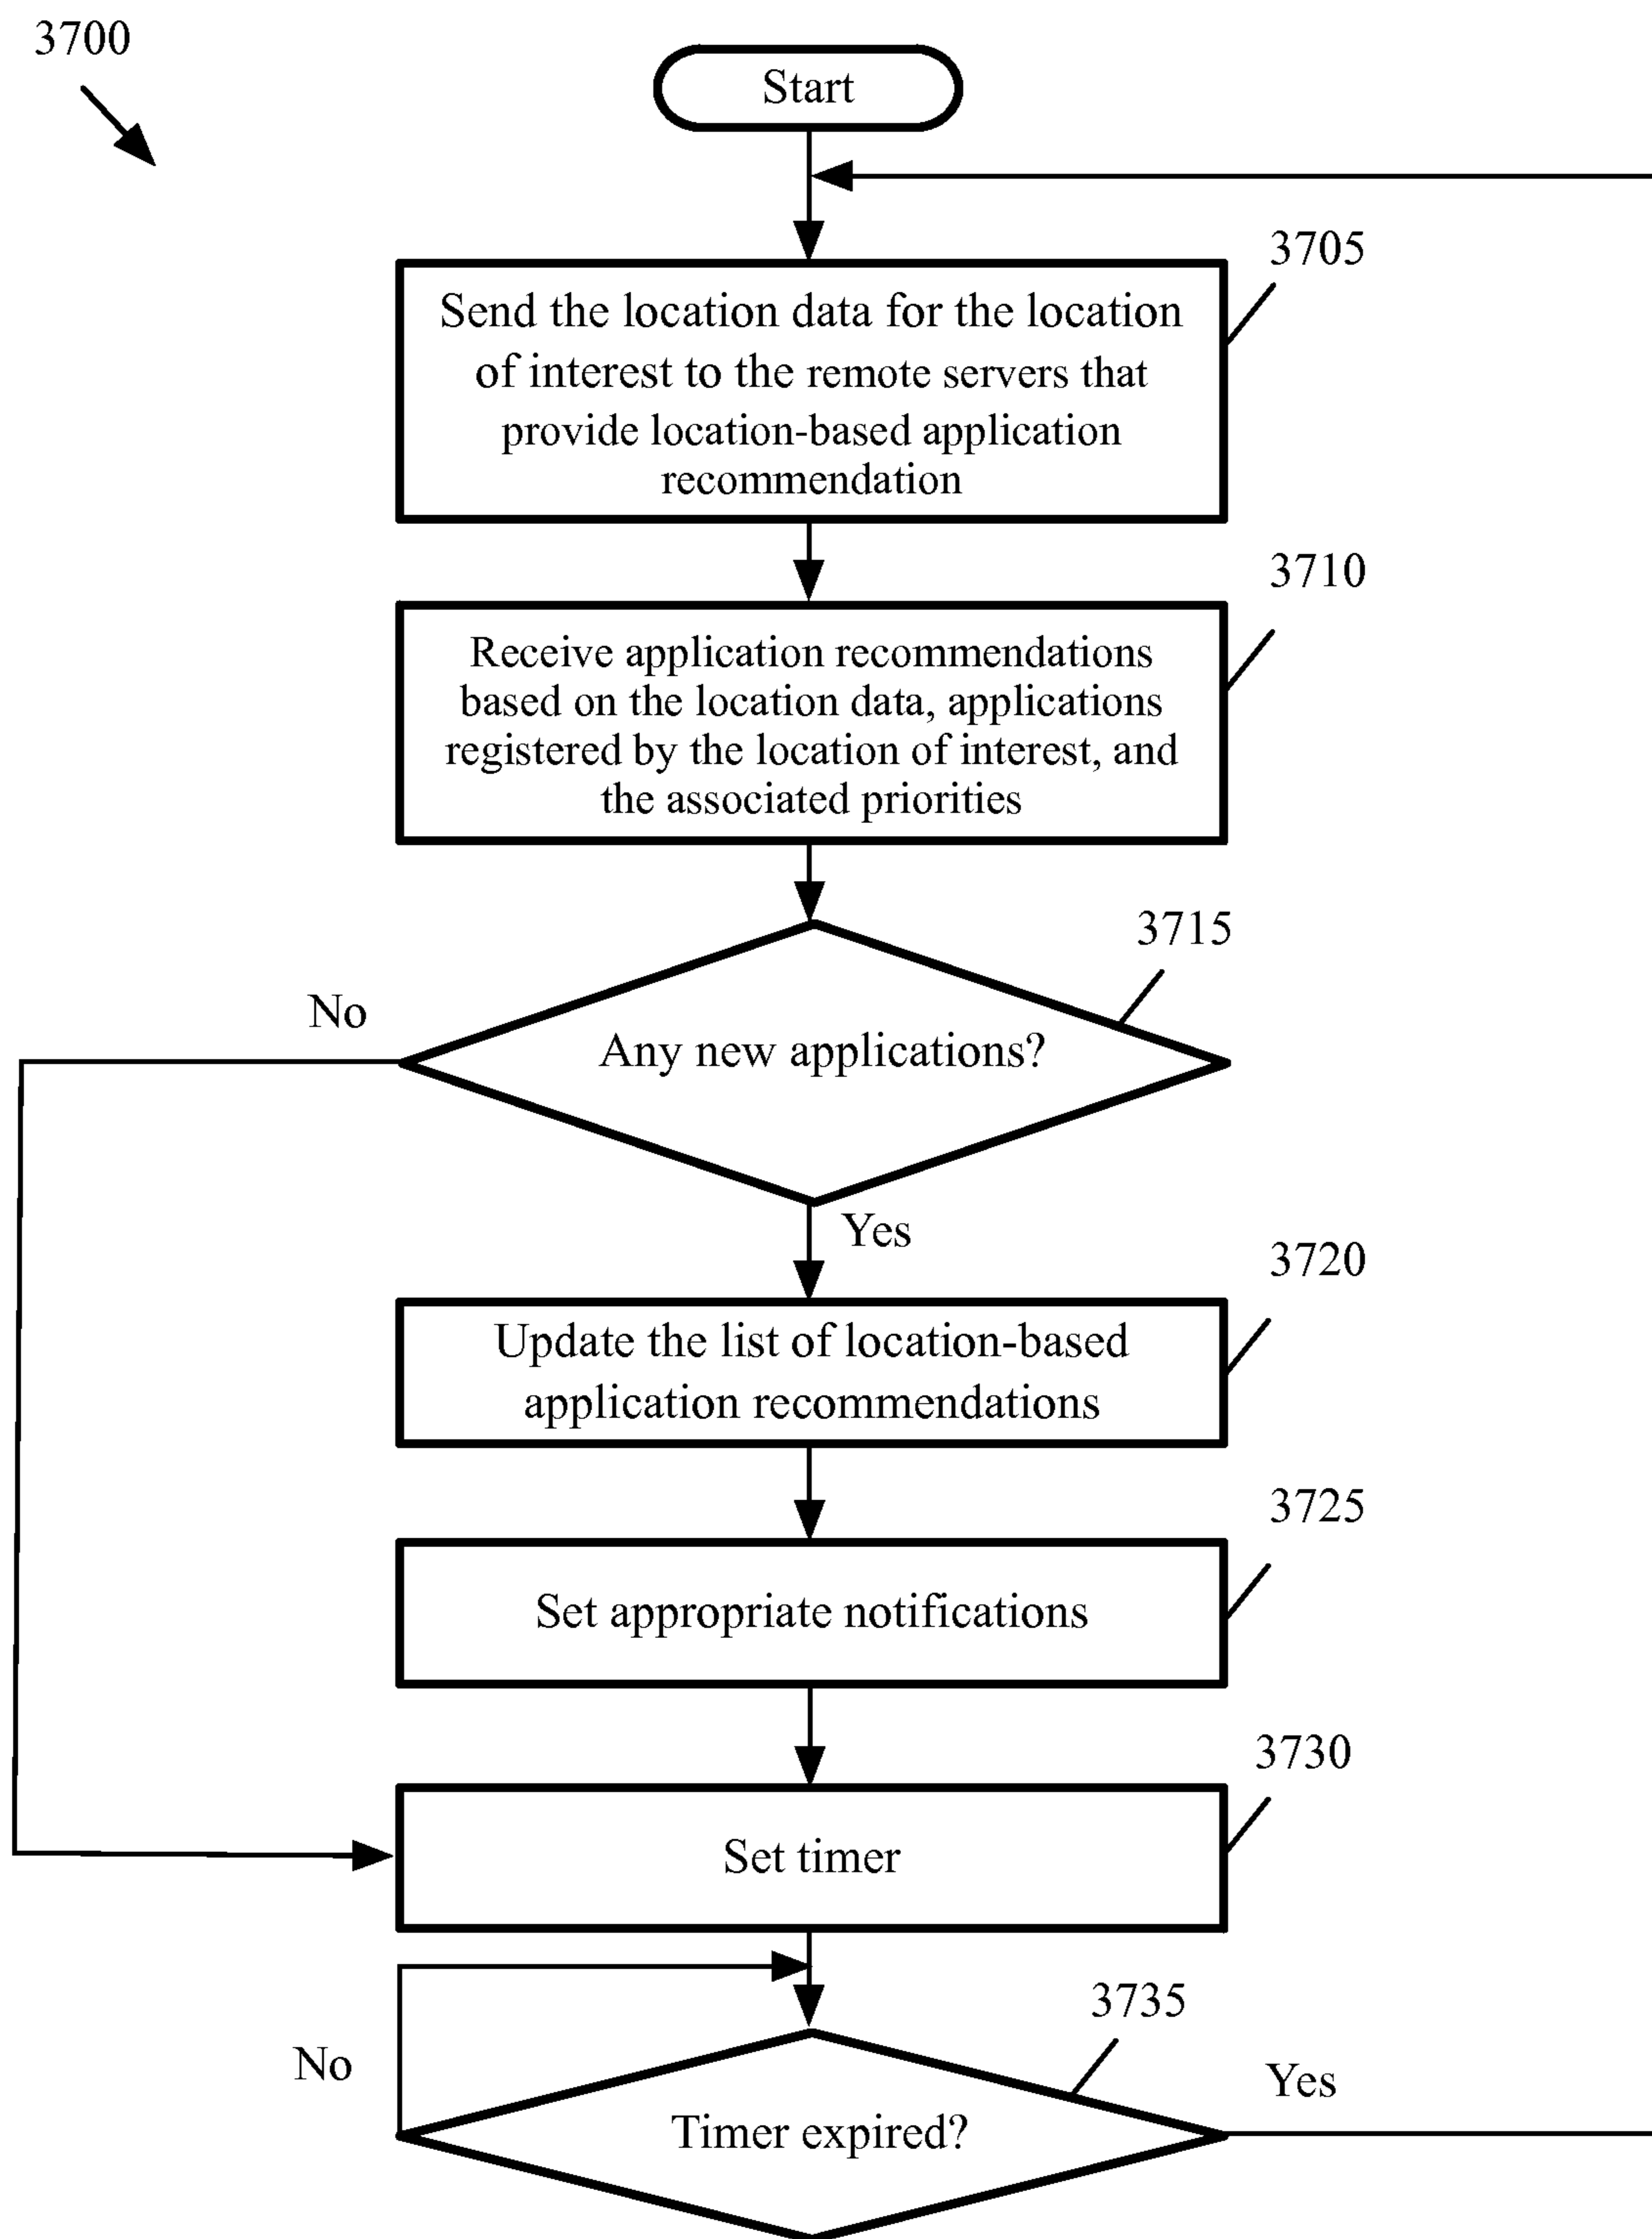 3700
Start
3705
Send the location data for the location
of interest to the remote servers that
provide location-based application
recommendation
3710
Receive application recommendations
based on the location data, applications
registered by the location of interest, and
the associated priorities
3715
No
Any new applications?
Yes
3720
Update the list of location-based
application recommendations
3725
Set appropriate notifications
3730
Set timer
3735
No
Yes
Timer expired?